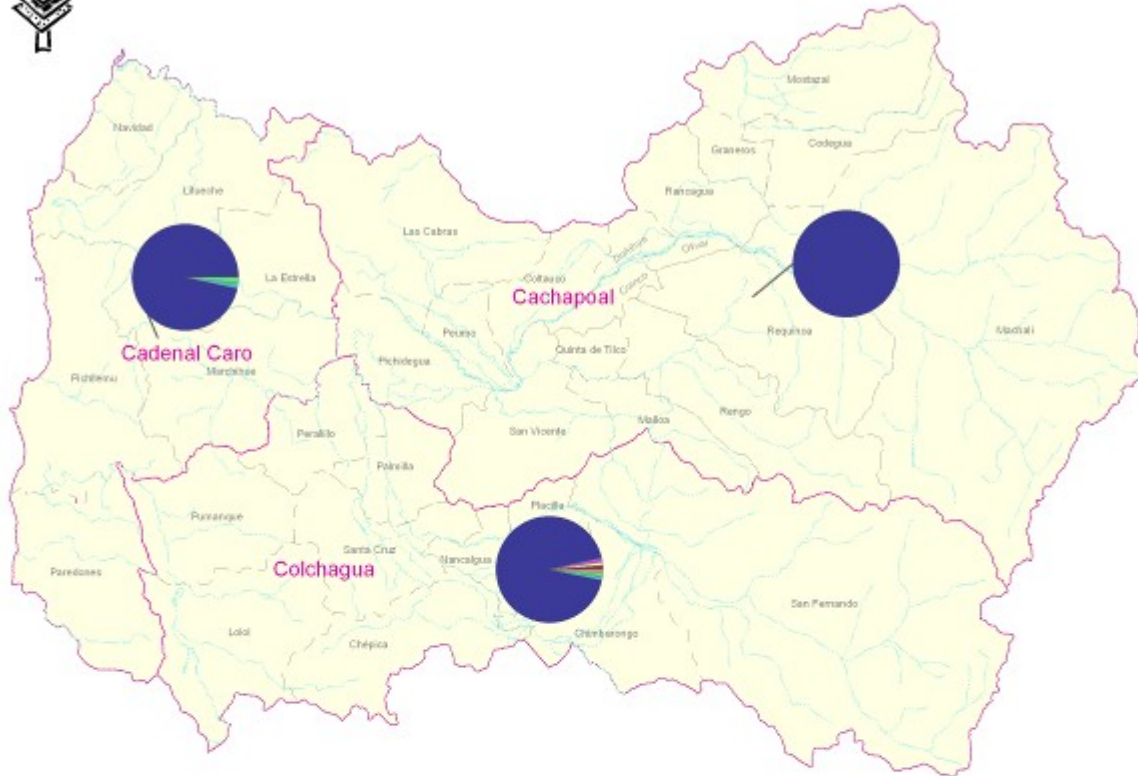 Mostazal
Navidad
Graneros
Codegua
Litueche
Rancagua
Las Cabras
Olivar
La Estrella
Coltauco
Cachapoal
Requinoa
Machali
Peumo
Cadenal Caro
Quinta de Tilco
Pichidegua
Pichilemu
Marchihue
Rengo
Malloa
Peralillo
San Vicente
Palmilla
Placilla
Pumanque
Santa Cruz
Nancalgua
Paredones
Colchagua
San Fernando
Lolol
Chimbarongo
Chépica